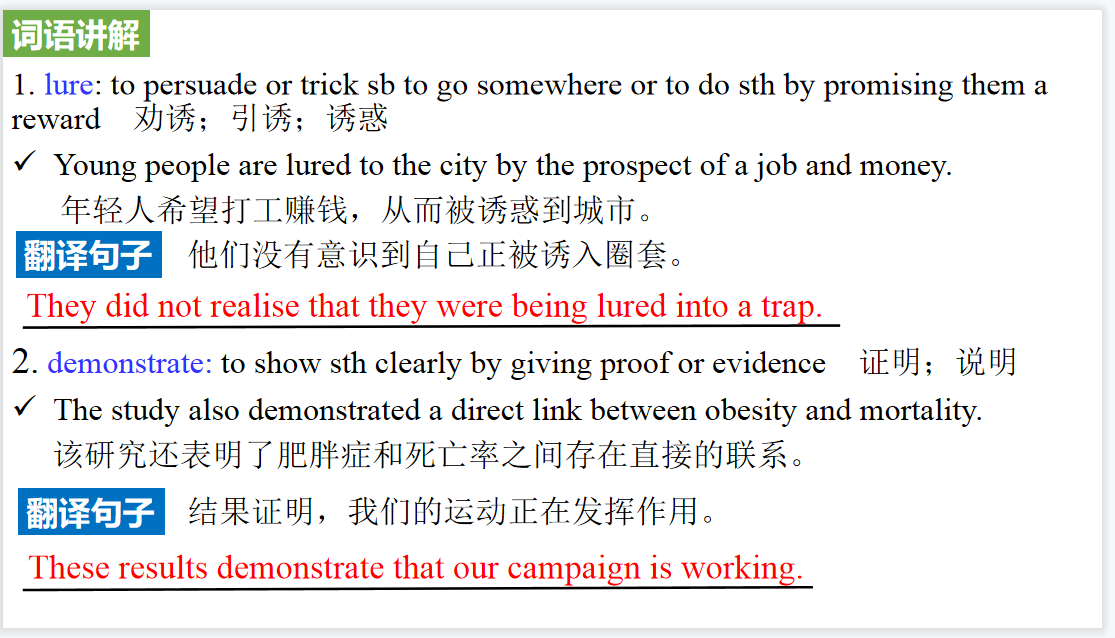 词语讲解
1. lure: to persuade or trick sb to go somewhere or to do sth by promising them a
reward 劝诱；引诱；诱惑
✓ Young people are lured to the city by the prospect of a job and money.
年轻人希望打工赚钱，从而被诱惑到城市。
翻译句子 他们没有意识到自己正被诱入圈套。
They did not realise that they were being lured into a trap.
2. demonstrate: to show sth clearly by giving proof or evidence 证明；说明
✓ The study also demonstrated a direct link between obesity and mortality.
该研究还表明了肥胖症和死亡率之间存在直接的联系。
翻译句子 结果证明，我们的运动正在发挥作用。
These results demonstrate that our campaign is working.